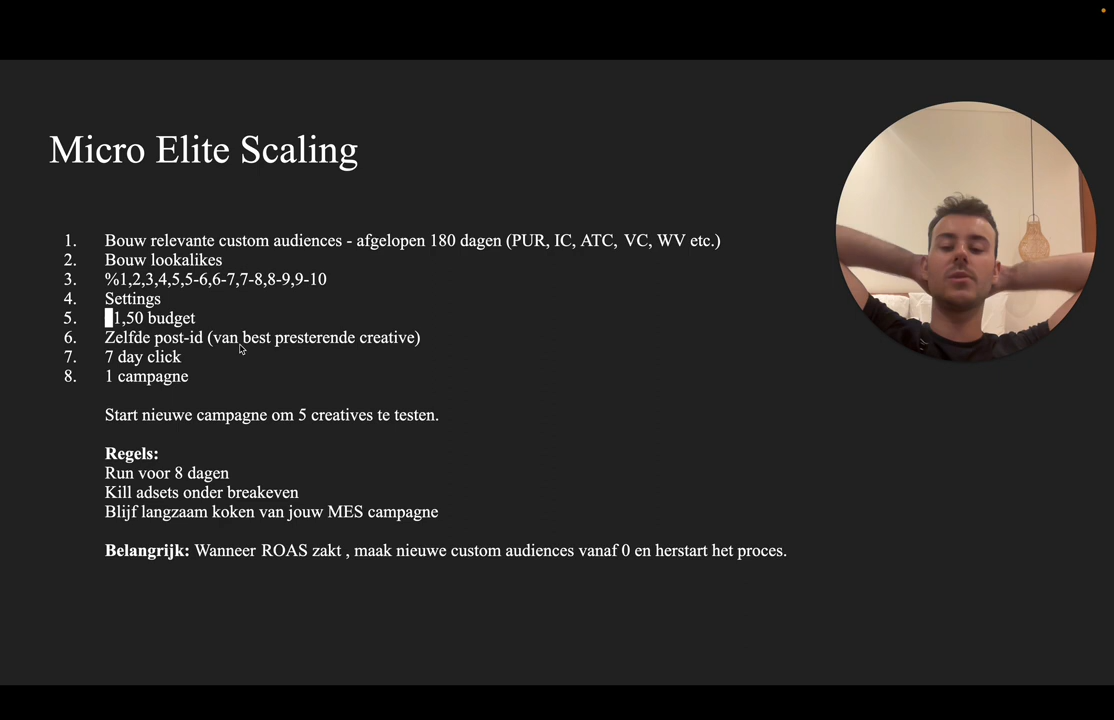 Micro Elite Scaling
1. Bouw relevante custom audiences - afgelopen 180 dagen (PUR, IC, ATC, VC, WV etc.)
2. Bouw lookalikes
3. %1,2,3,4,5,5-6,6-7,7-8,8-9,9-10
4. Settings
5. 1,50 budget
6. Zelfde post-id (van best presterende creative)
7. 7 day click
8. 1 campagne
Start nieuwe campagne om 5 creatives te testen.
Regels:
Run voor 8 dagen
Kill adsets onder breakeven
Blijf langzaam koken van jouw MES campagne
Belangrijk: Wanneer ROAS zakt , maak nieuwe custom audiences vanaf 0 en herstart het proces.